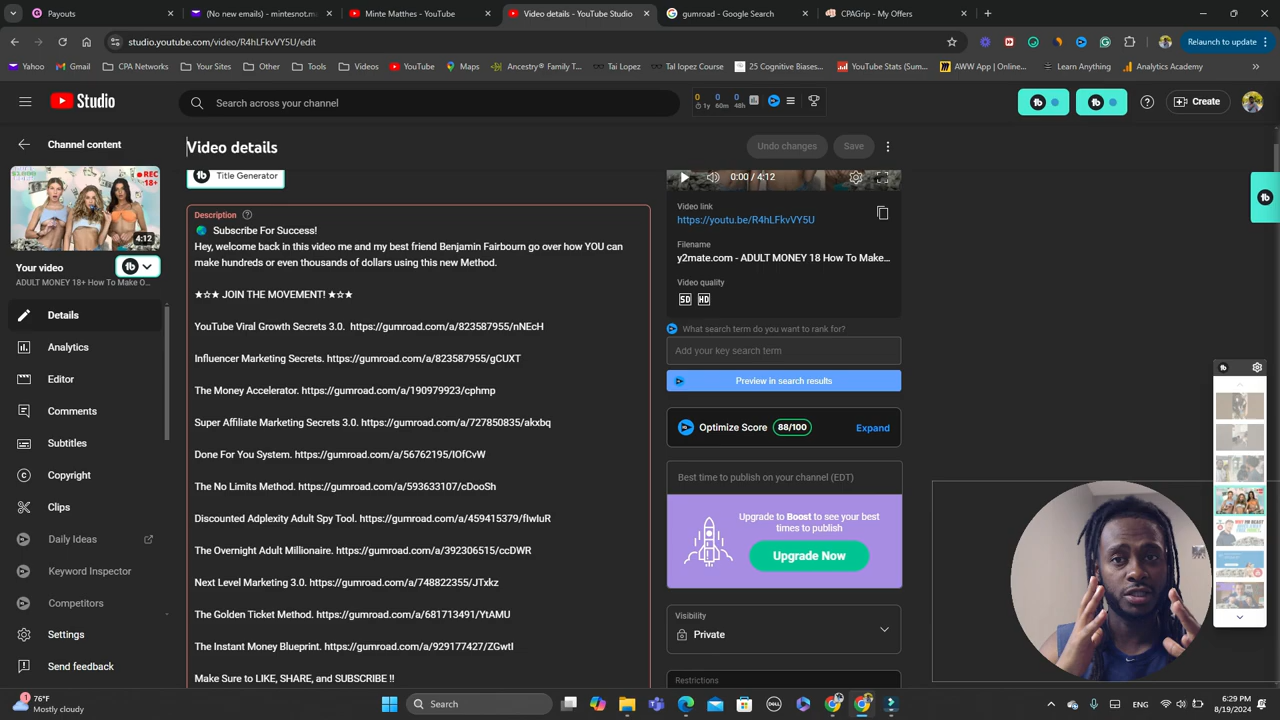 Payouts
(No new emails) - mintesnot.m
Minte Matthes - YouTube
Video details - YouTube Studio
gumroad - Google Search
CPAGrip - My Offers
studio.youtube.com/video/R4hLFkvVY5U/edit
Relaunch to update
Yahoo
Gmail
CPA Networks
Your Sites
Other
Tools
Videos
YouTube
Maps
Ancestry® Family T...
Tai Lopez
Tai lopez Course
25 Cognitive Biases...
YouTube Stats (Sum...
AWW App | Online...
Learn Anything
Analytics Academy
Studio
Search across your channel
0 0 0
1y 60m 48h
Create
Channel content
Video details
Undo changes
Save
REC
18+
4:12
Your video
ADULT MONEY 18+ How To Make O...
Details
Analytics
Editor
Comments
Subtitles
Copyright
Clips
Daily Ideas
Keyword Inspector
Competitors
Settings
Send feedback
Title Generator
Description
Subscribe For Success!
Hey, welcome back in this video me and my best friend Benjamin Fairbourn go over how YOU can
make hundreds or even thousands of dollars using this new Method.
★☆★ JOIN THE MOVEMENT! ★☆★
YouTube Viral Growth Secrets 3.0. https://gumroad.com/a/823587955/nNEcH
Influencer Marketing Secrets. https://gumroad.com/a/823587955/gCUXT
The Money Accelerator. https://gumroad.com/a/190979923/cphmp
Super Affiliate Marketing Secrets 3.0. https://gumroad.com/a/727850835/akxbq
Done For You System. https://gumroad.com/a/56762195/IOfCvW
The No Limits Method. https://gumroad.com/a/593633107/cDooSh
Discounted Adplexity Adult Spy Tool. https://gumroad.com/a/459415379/fIwIuR
The Overnight Adult Millionaire. https://gumroad.com/a/392306515/ccDWR
Next Level Marketing 3.0. https://gumroad.com/a/748822355/JTxkz
The Golden Ticket Method. https://gumroad.com/a/681713491/YtAMU
The Instant Money Blueprint. https://gumroad.com/a/929177427/ZGwtI
Make Sure to LIKE, SHARE, and SUBSCRIBE !!
0:00 / 4:12
Video link
https://youtu.be/R4hLFkvVY5U
Filename
y2mate.com - ADULT MONEY 18 How To Make...
Video quality
SD HD
What search term do you want to rank for?
Add your key search term
Preview in search results
Optimize Score 88/100 Expand
Best time to publish on your channel (EDT)
Upgrade to Boost to see your best
times to publish
Upgrade Now
Visibility
Private
Restrictions
76°F
Mostly cloudy
Search
ENG
6:29 PM
8/19/2024